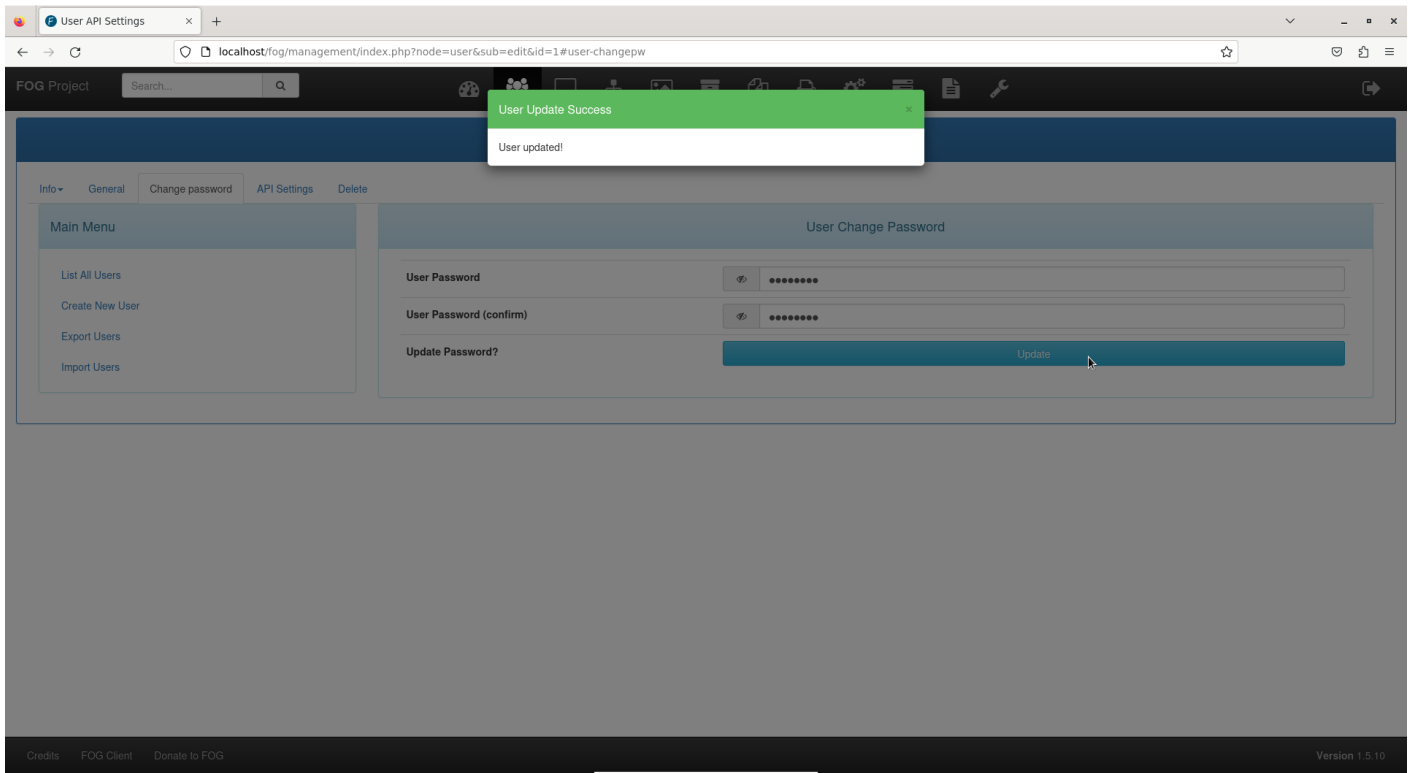 User API Settings
localhost/fog/management/index.php?node=user&sub=edit&id=1#user-changepw
FOG Project
Search...
User Update Success
×
User updated!
Info
General
Change password
API Settings
Delete
Main Menu
List All Users
Create New User
Export Users
Import Users
User Change Password
User Password
••••••••
User Password (confirm)
••••••••
Update Password?
Update
Credits
FOG Client
Donate to FOG
Version 1.5.10